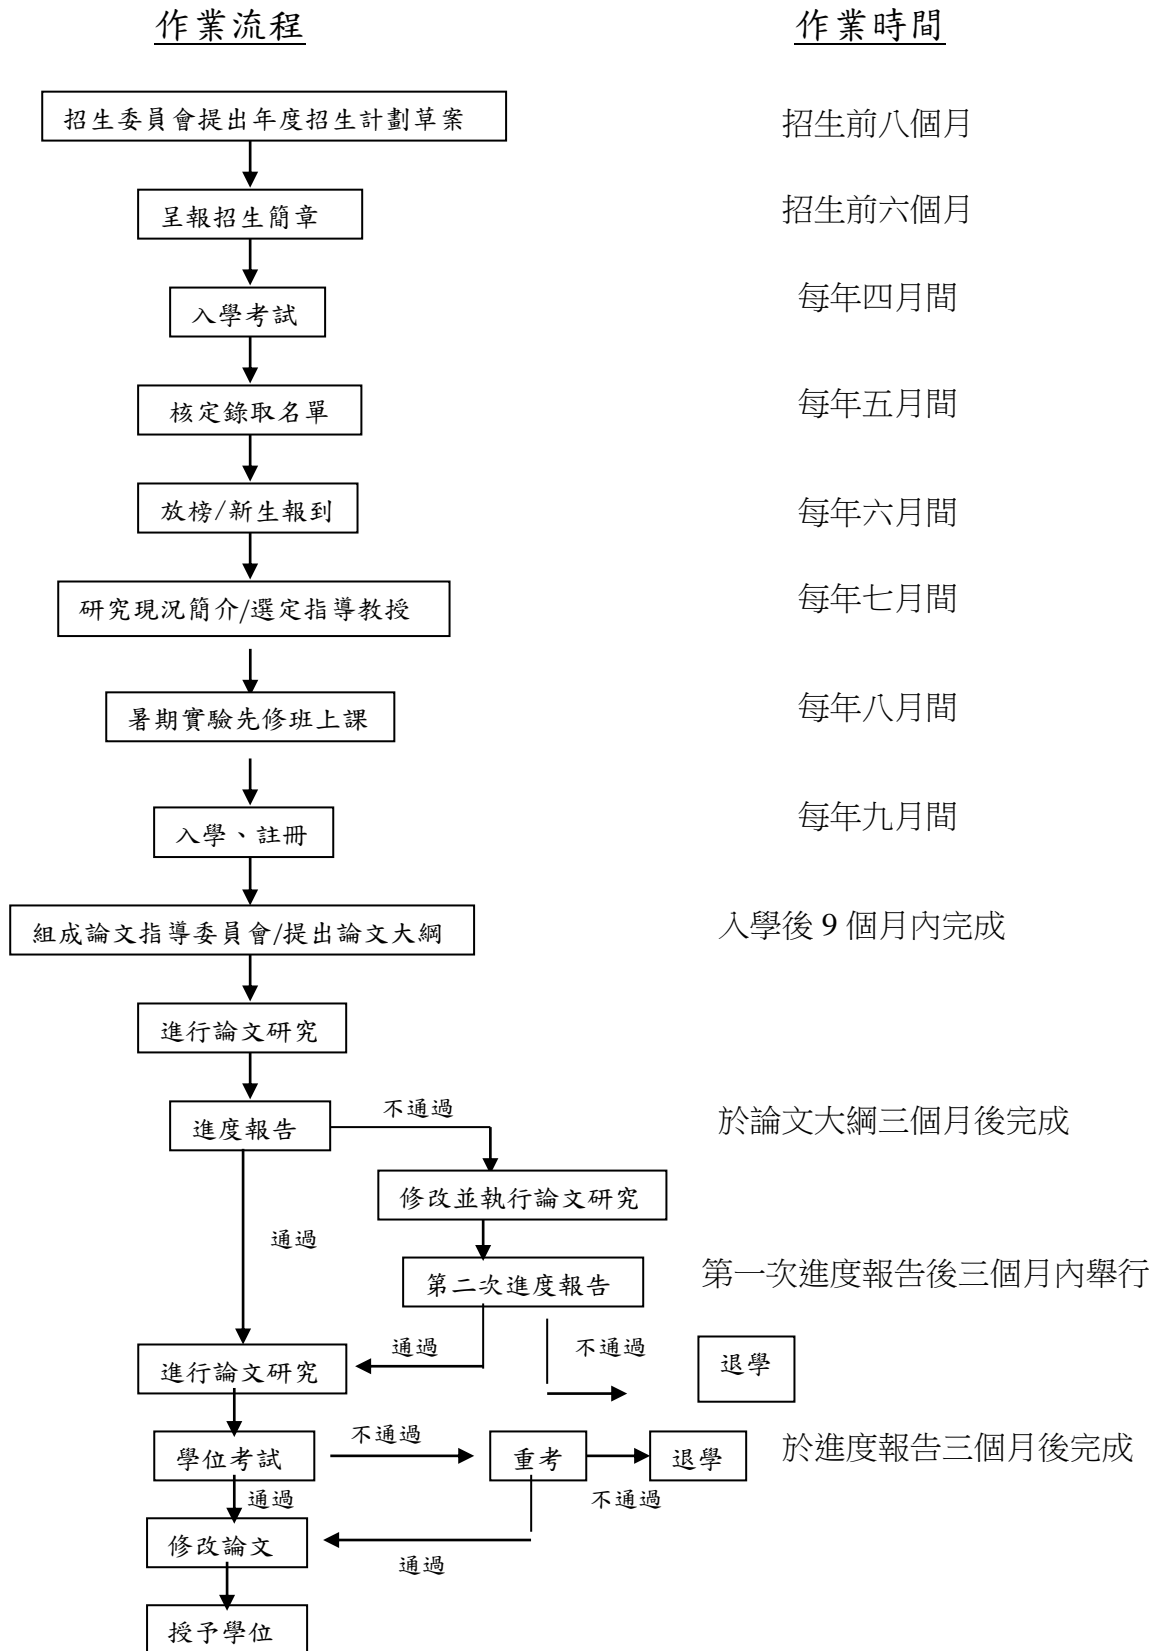 作業流程
作業時間
招生委員會提出年度招生計劃草案
招生前八個月
呈報招生簡章
招生前六個月
入學考試
每年四月間
核定錄取名單
每年五月間
放榜/新生報到
每年六月間
研究現況簡介/選定指導教授
每年七月間
暑期實驗先修班上課
每年八月間
入學、註冊
每年九月間
組成論文指導委員會/提出論文大綱
入學後 9 個月內完成
進行論文研究
進度報告
不通過
於論文大綱三個月後完成
修改並執行論文研究
通過
第二次進度報告
第一次進度報告後三個月內舉行
進行論文研究
通過
不通過
退學
學位考試
不通過
重考
退學
於進度報告三個月後完成
通過
不通過
修改論文
通過
授予學位